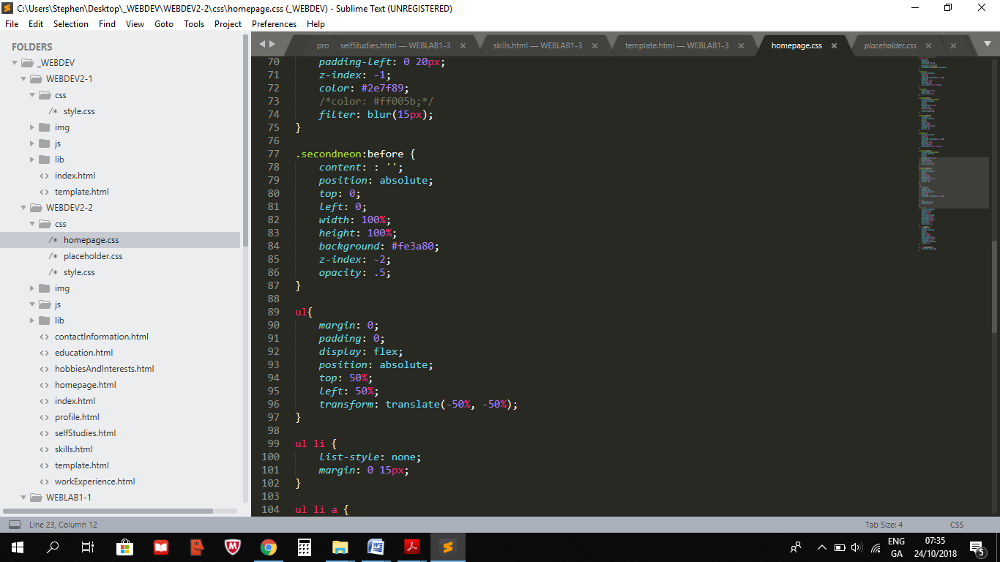 C:\Users\Stephen\Desktop\_WEBDEV\WEBDEV2-2\css\homepage.css (_WEBDEV) - Sublime Text (UNREGISTERED)
File Edit Selection Find View Goto Tools Project Preferences Help
FOLDERS
_WEBDEV
WEBDEV2-1
css
/* style.css
img
js
lib
<> index.html
<> template.html
WEBDEV2-2
css
/* homepage.css
/* placeholder.css
/* style.css
img
js
lib
<> contactInformation.html
<> education.html
<> hobbiesAndInterests.html
<> homepage.html
<> index.html
<> profile.html
<> selfStudies.html
<> skills.html
<> template.html
<> workExperience.html
WEBLAB1-1
pro selfStudies.html — WEBLAB1-3 skills.html — WEBLAB1-3 template.html — WEBLAB1-3 homepage.css placeholder.css
70 padding-left: 0 20px;
71 z-index: -1;
72 color: #2e7f89;
73 /*color: #ff005b;*/
74 filter: blur(15px);
75 }
76
77 .secondneon:before {
78 content: : '';
79 position: absolute;
80 top: 0;
81 left: 0;
82 width: 100%;
83 height: 100%;
84 background: #fe3a80;
85 z-index: -2;
86 opacity: .5;
87 }
88
89 ul{
90 margin: 0;
91 padding: 0;
92 display: flex;
93 position: absolute;
94 top: 50%;
95 left: 50%;
96 transform: translate(-50%, -50%);
97 }
98
99 ul li {
100 list-style: none;
101 margin: 0 15px;
102 }
103
104 ul li a {
Line 23, Column 12 Tab Size: 4 CSS
ENG
GA
07:35
24/10/2018
5